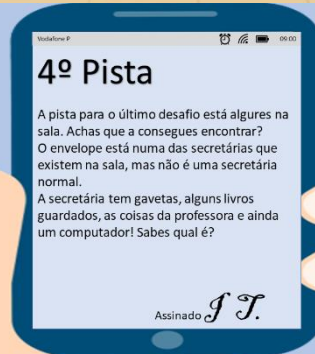 Vodafone P 09:00
4º Pista
A pista para o último desafio está algures na
sala. Achas que a consegues encontrar?
O envelope está numa das secretárias que
existem na sala, mas não é uma secretária
normal.
A secretária tem gavetas, alguns livros
guardados, as coisas da professora e ainda
um computador! Sabes qual é?
Assinado J T.